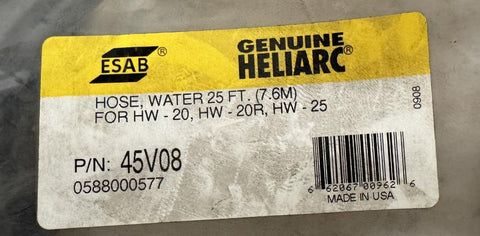 ESAB
GENUINE
HELIARC®
HOSE, WATER 25 FT. (7.6M)
FOR HW - 20, HW - 20R, HW - 25
0908
P/N: 45V08
0588000577
6 62067 00962 6
MADE IN USA